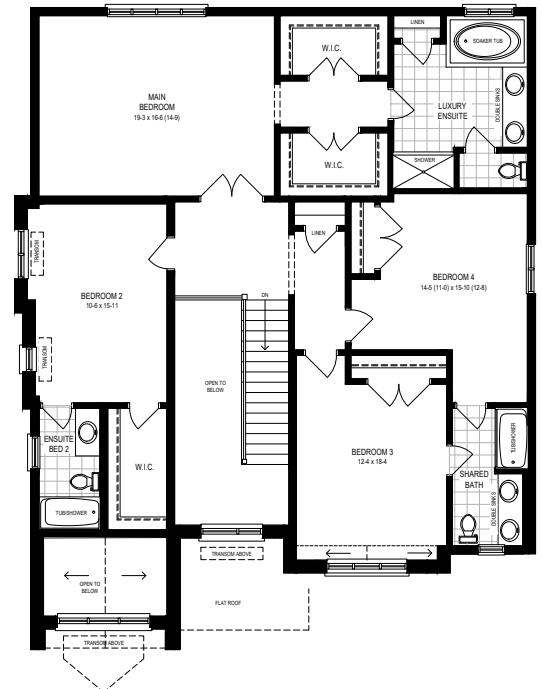 LINEN
W.I.C.
SOAKER TUB
MAIN
BEDROOM
19-3 x 16-6 (14-9)
LUXURY
ENSUITE
DOUBLE SINKS
W.I.C.
SHOWER
TRANSOM
LINEN
BEDROOM 4
14-5 (11-0) x 15-10 (12-8)
BEDROOM 2
10-6 x 15-11
DN
TRANSOM
OPEN TO
BELOW
ENSUITE
BED 2
W.I.C.
BEDROOM 3
12-4 x 18-4
TUB/SHOWER
SHARED
BATH
DOUBLE SINKS
TUB/SHOWER
TRANSOM ABOVE
OPEN TO
BELOW
FLAT ROOF
TRANSOM ABOVE